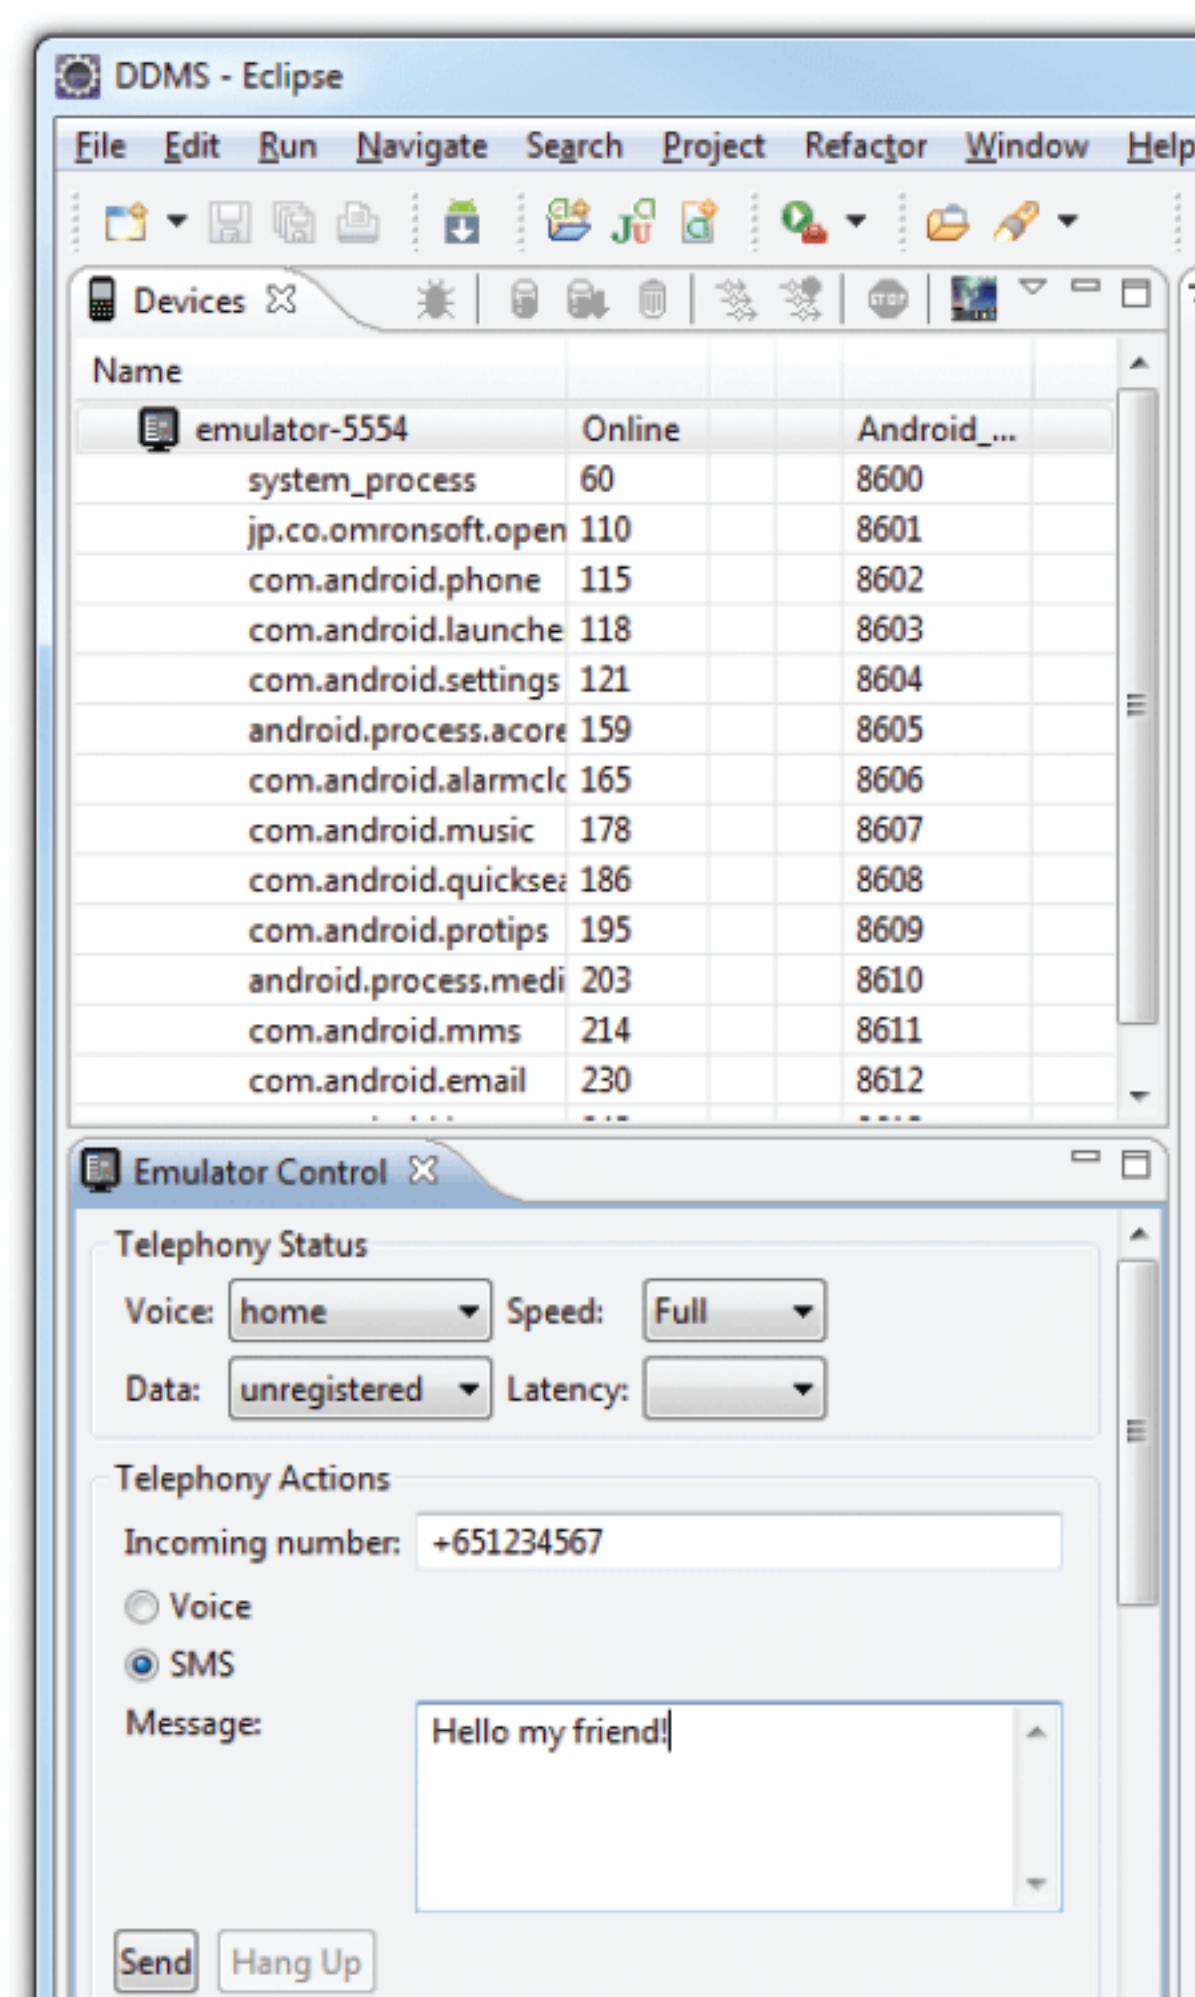 DDMS - Eclipse
File Edit Run Navigate Search Project Refactor Window Help
Devices
Name
emulator-5554 Online Android_...
system_process 60 8600
jp.co.omronsoft.open 110 8601
com.android.phone 115 8602
com.android.launche 118 8603
com.android.settings 121 8604
android.process.acore 159 8605
com.android.alarmclo 165 8606
com.android.music 178 8607
com.android.quicksea 186 8608
com.android.protips 195 8609
android.process.medi 203 8610
com.android.mms 214 8611
com.android.email 230 8612
Emulator Control
Telephony Status
Voice: home Speed: Full
Data: unregistered Latency:
Telephony Actions
Incoming number: +651234567
Voice
SMS
Message: Hello my friend!
Send Hang Up